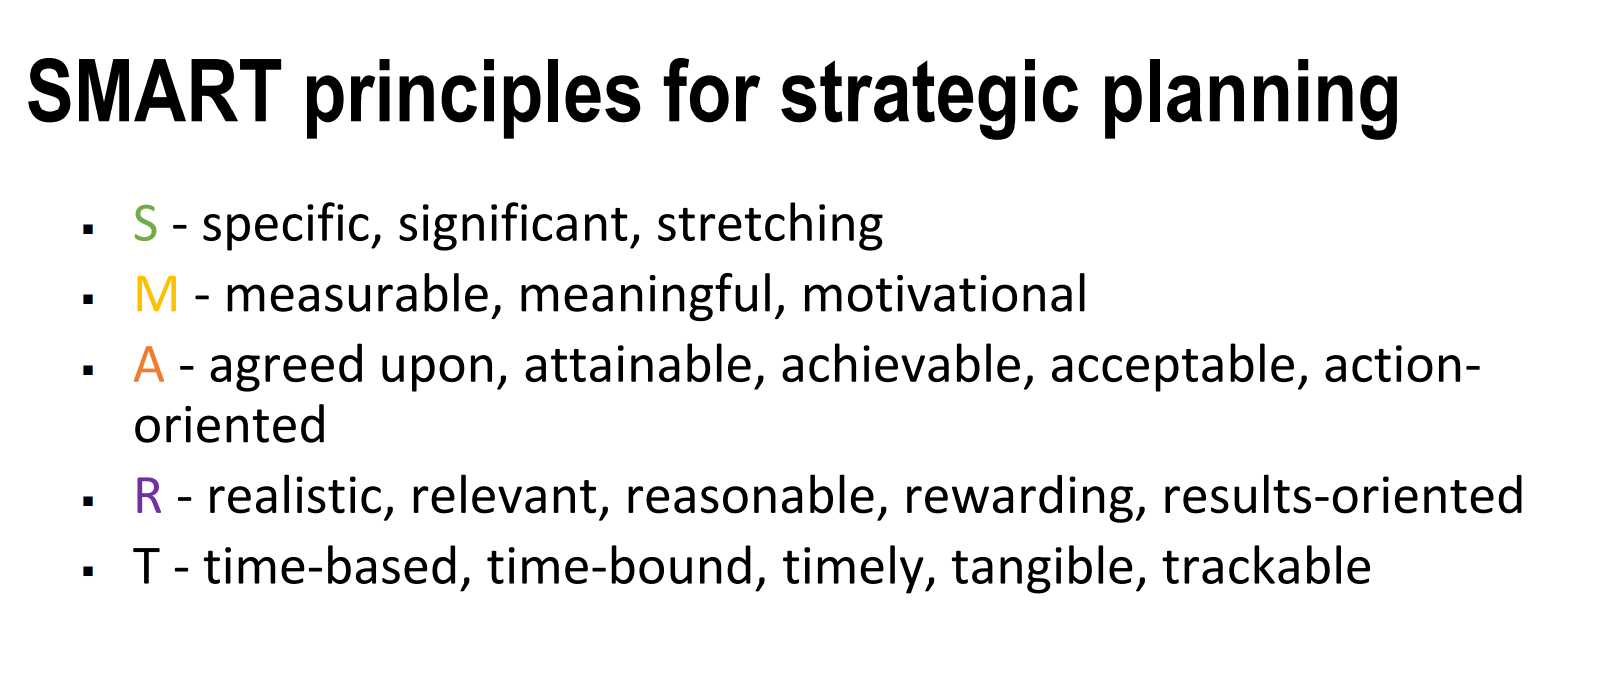 SMART principles for strategic planning
▪ S - specific, significant, stretching
▪ M - measurable, meaningful, motivational
▪ A - agreed upon, attainable, achievable, acceptable, action-
oriented
▪ R - realistic, relevant, reasonable, rewarding, results-oriented
▪ T - time-based, time-bound, timely, tangible, trackable